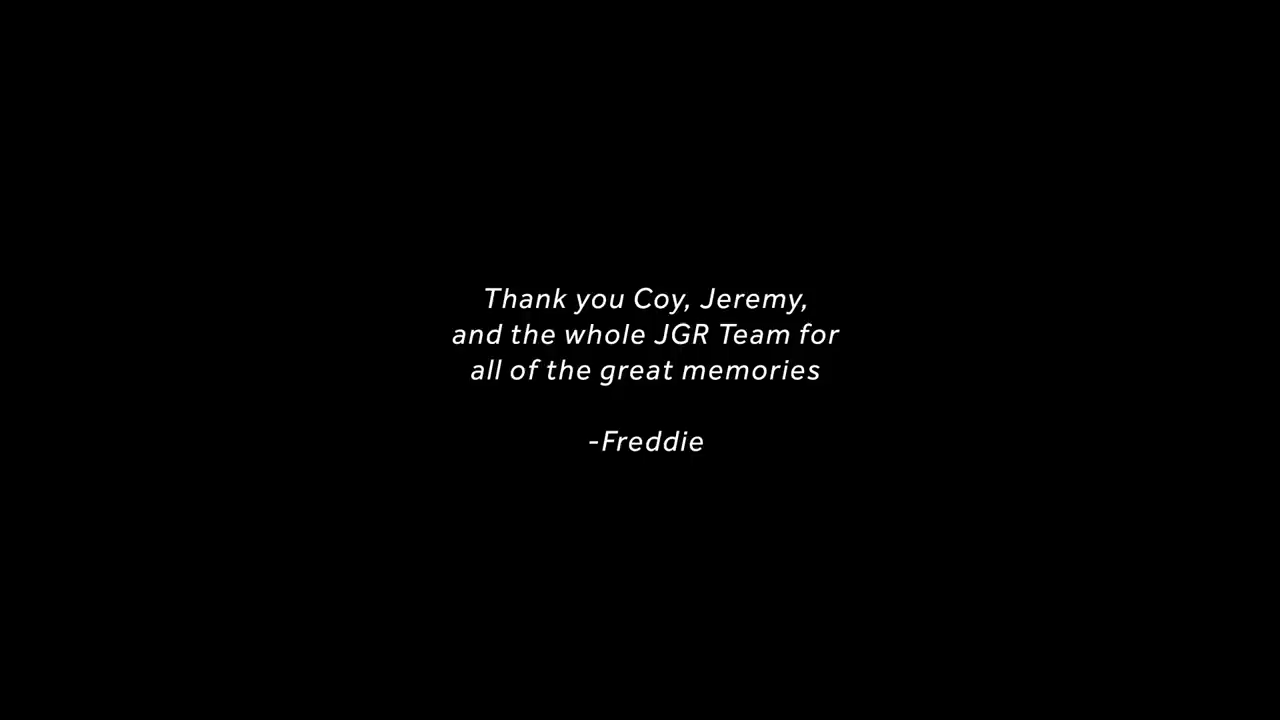 Thank you Coy, Jeremy,
and the whole JGR Team for
all of the great memories
-Freddie